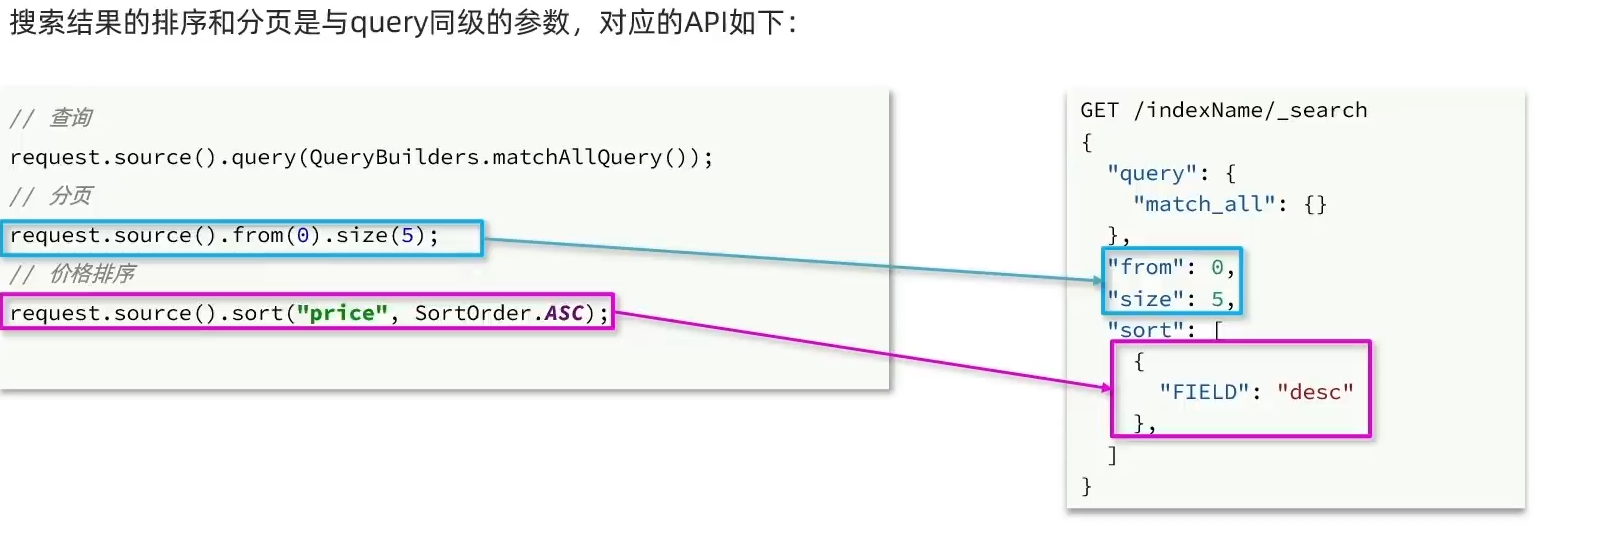 搜索结果的排序和分页是与query同级的参数，对应的API如下：
// 查询
request.source().query(QueryBuilders.matchAllQuery());
// 分页
request.source().from(0).size(5);
// 价格排序
request.source().sort("price", SortOrder.ASC);
GET /indexName/_search
{
"query": {
"match_all": {}
},
"from": 0,
"size": 5,
"sort": [
{
"FIELD": "desc"
},
]
}